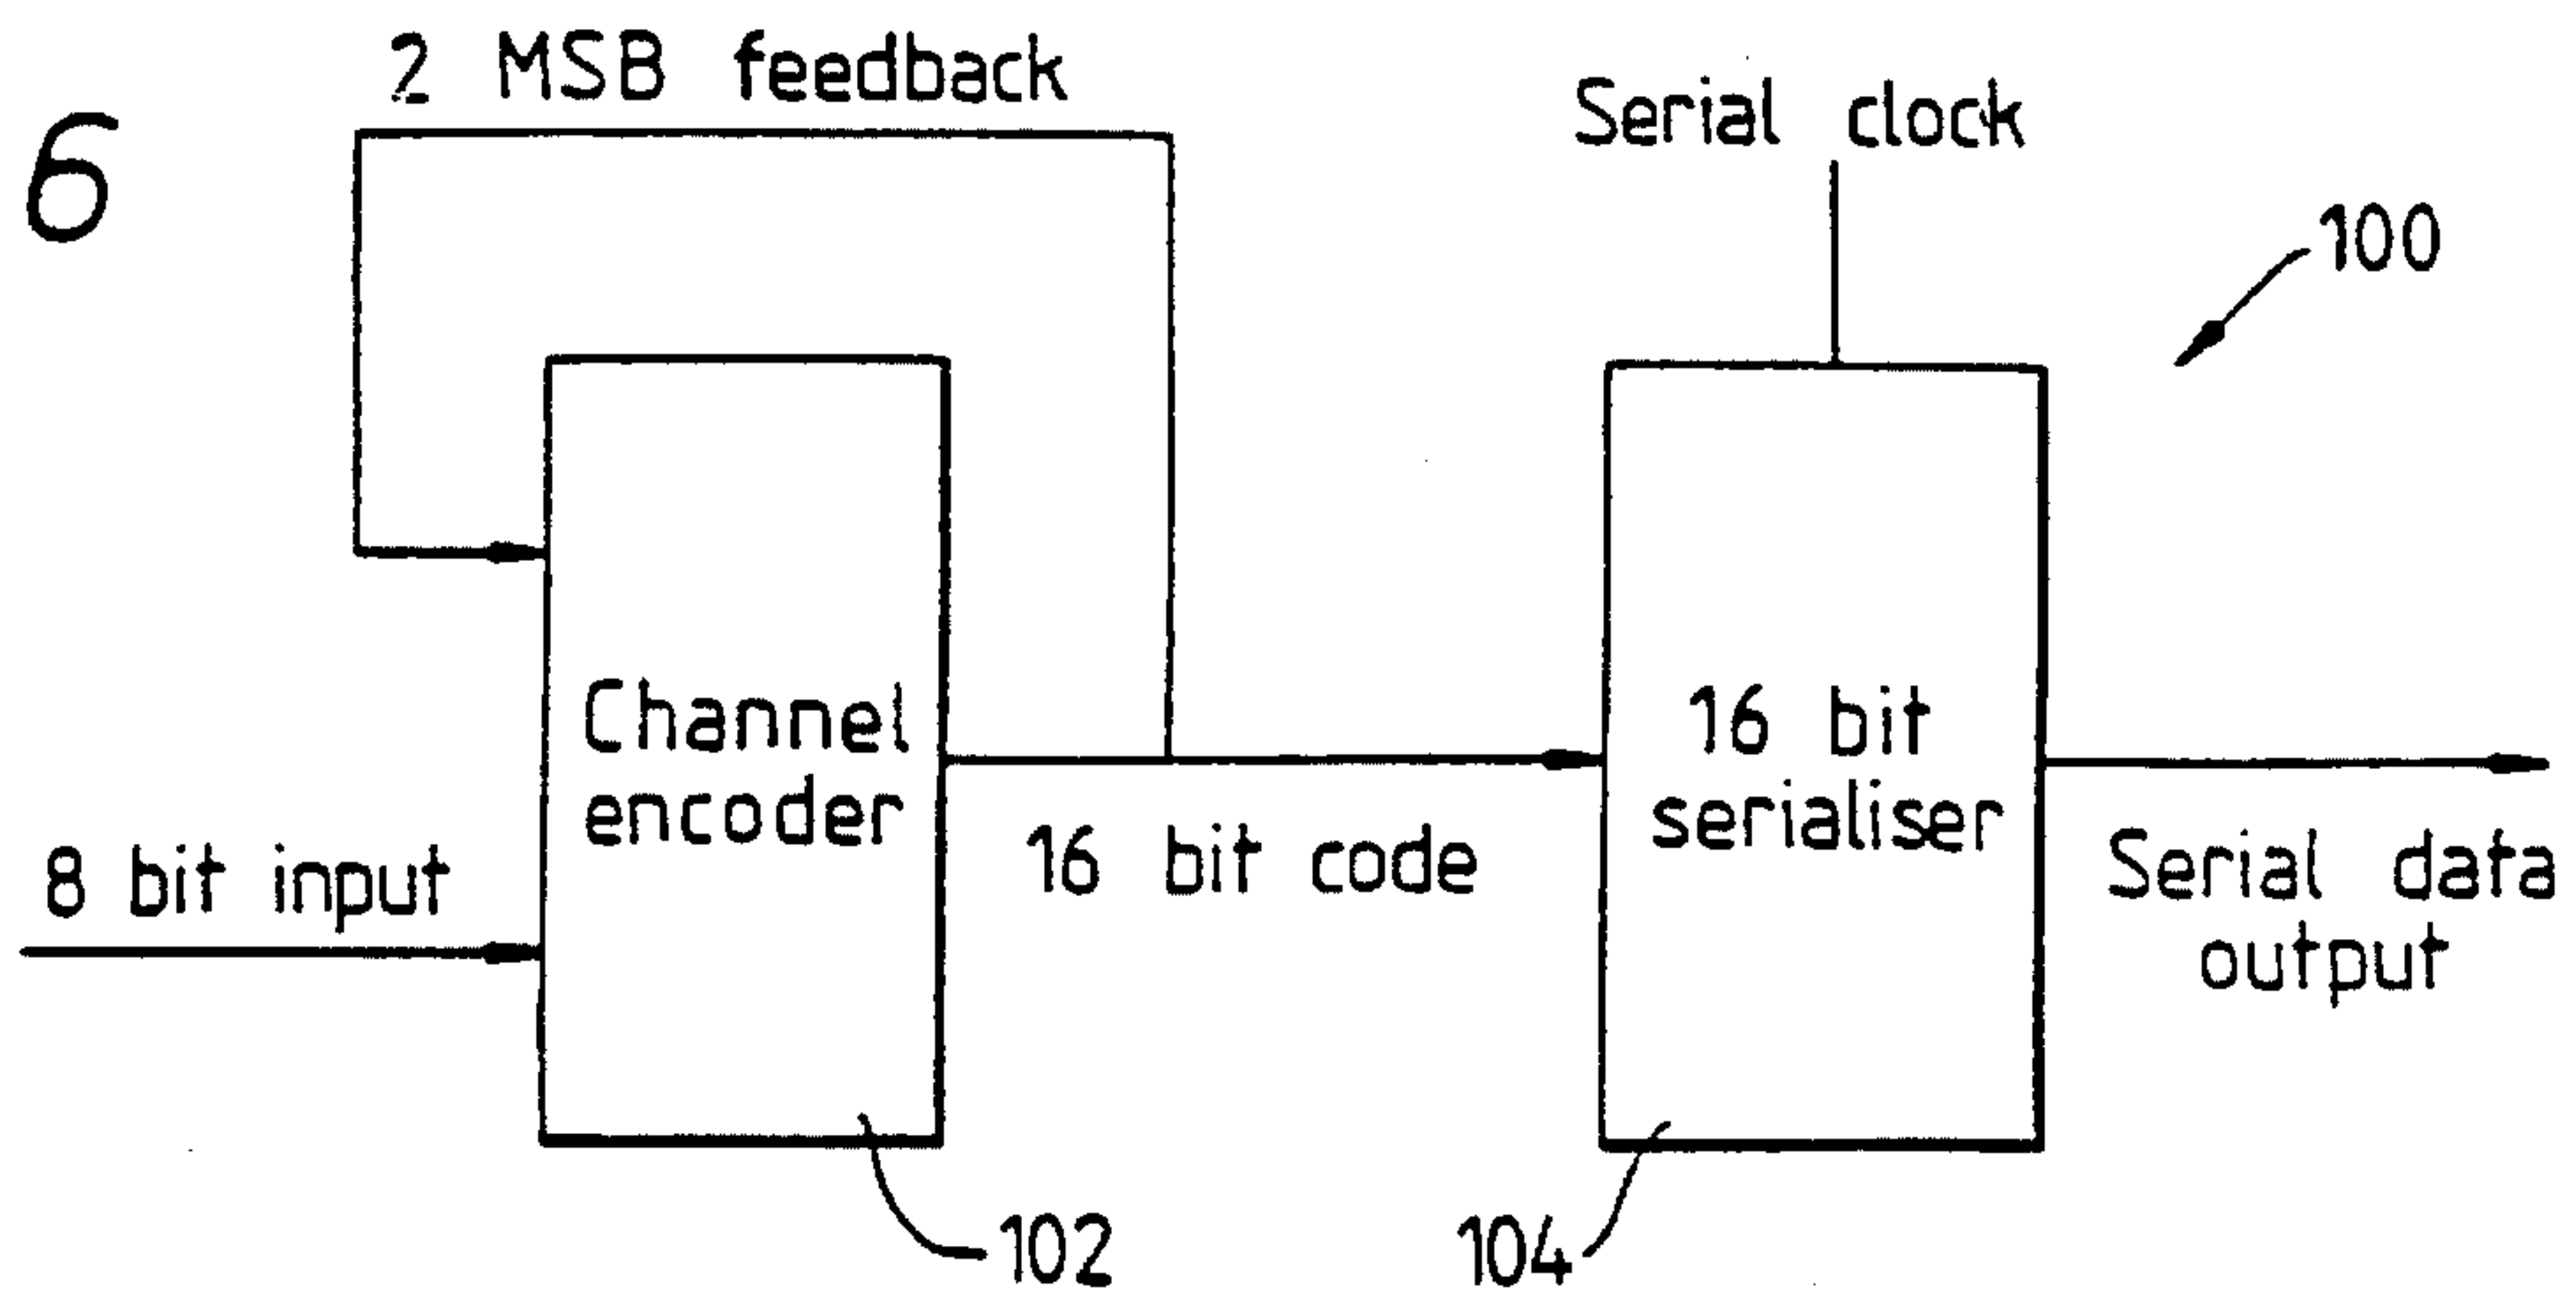 6
2 MSB feedback
Serial clock
100
Channel
encoder
16 bit
serialiser
8 bit input
16 bit code
Serial data
output
102
104